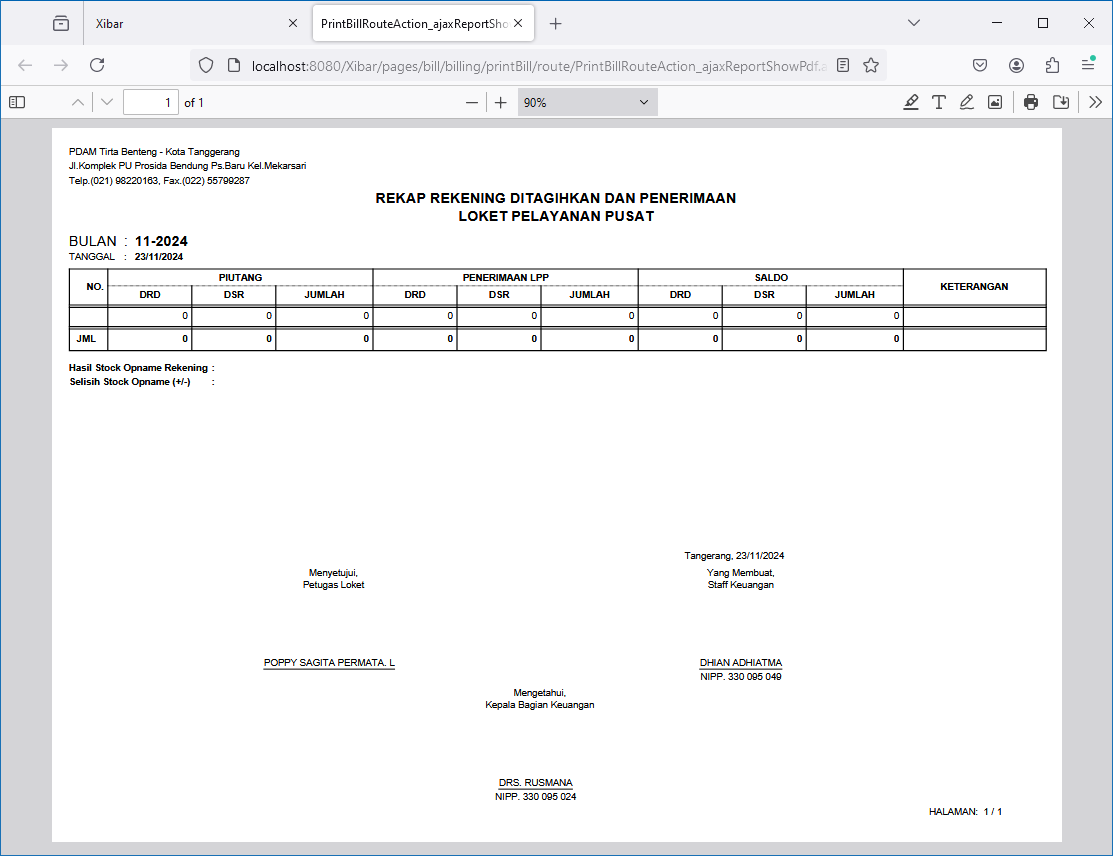 Xibar
PrintBillRouteAction_ajaxReportSho
localhost:8080/Xibar/pages/bill/billing/printBill/route/PrintBillRouteAction_ajaxReportShowPdf.a
1 of 1
90%
PDAM Tirta Benteng - Kota Tanggerang
Jl.Komplek PU Prosida Bendung Ps.Baru Kel.Mekarsari
Telp.(021) 98220163, Fax.(022) 55799287
REKAP REKENING DITAGIHKAN DAN PENERIMAAN
LOKET PELAYANAN PUSAT
BULAN : 11-2024
TANGGAL : 23/11/2024
NO. PIUTANG PENERIMAAN LPP SALDO KETERANGAN
DRD DSR JUMLAH DRD DSR JUMLAH DRD DSR JUMLAH
0 0 0 0 0 0 0 0 0
JML 0 0 0 0 0 0 0 0 0
Hasil Stock Opname Rekening :
Selisih Stock Opname (+/-) :
Tangerang, 23/11/2024
Menyetujui, Yang Membuat,
Petugas Loket Staff Keuangan
POPPY SAGITA PERMATA. L DHIAN ADHIATMA
NIPP. 330 095 049
Mengetahui,
Kepala Bagian Keuangan
DRS. RUSMANA
NIPP. 330 095 024
HALAMAN: 1 / 1